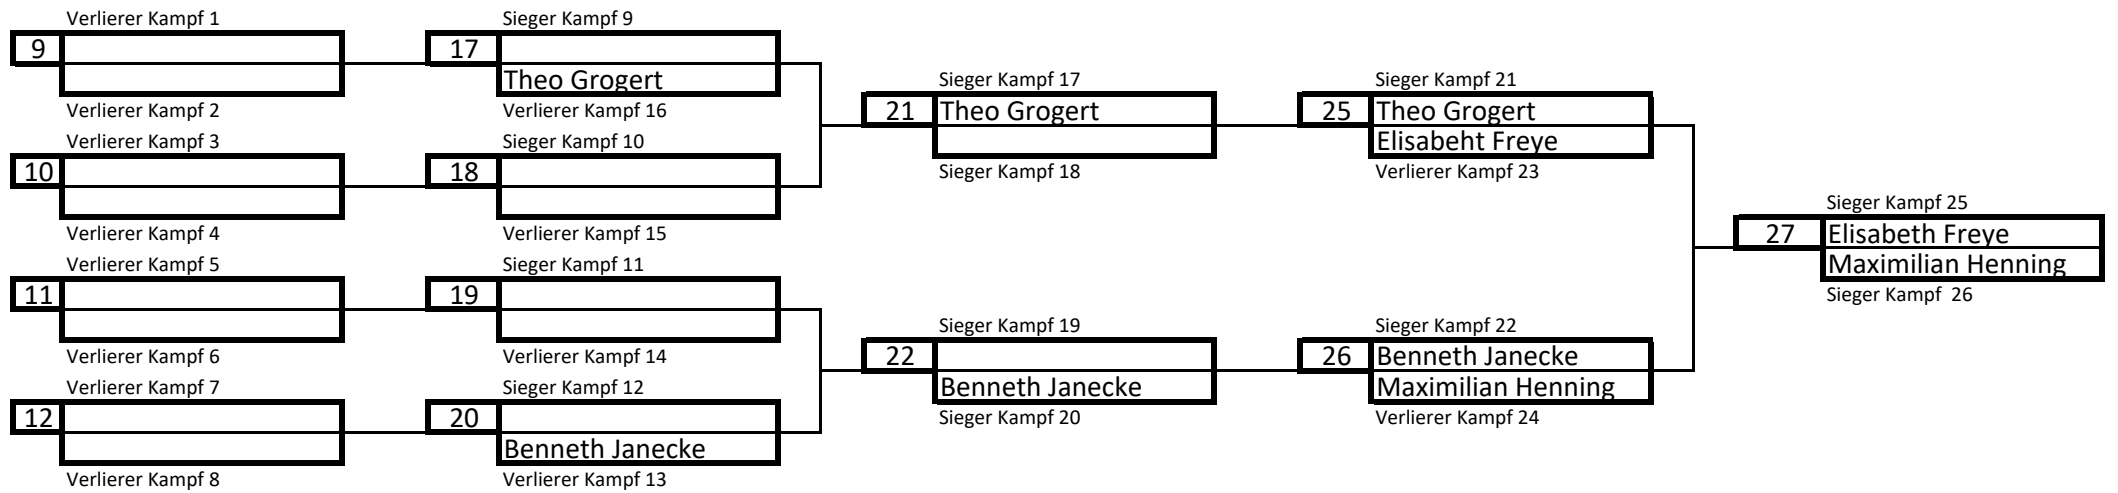 Verlierer Kampf 1
9
Verlierer Kampf 2
Verlierer Kampf 3
10
Verlierer Kampf 4
Verlierer Kampf 5
11
Verlierer Kampf 6
Verlierer Kampf 7
12
Verlierer Kampf 8
Sieger Kampf 9
17
Theo Grogert
Verlierer Kampf 16
Sieger Kampf 10
18
Verlierer Kampf 15
Sieger Kampf 11
19
Verlierer Kampf 14
Sieger Kampf 12
20
Benneth Janecke
Verlierer Kampf 13
Sieger Kampf 17
21 Theo Grogert
Sieger Kampf 18
Sieger Kampf 19
22
Benneth Janecke
Sieger Kampf 20
Sieger Kampf 21
25 Theo Grogert
Elisabeht Freye
Verlierer Kampf 23
Sieger Kampf 22
26 Benneth Janecke
Maximilian Henning
Verlierer Kampf 24
Sieger Kampf 25
27 Elisabeth Freye
Maximilian Henning
Sieger Kampf 26